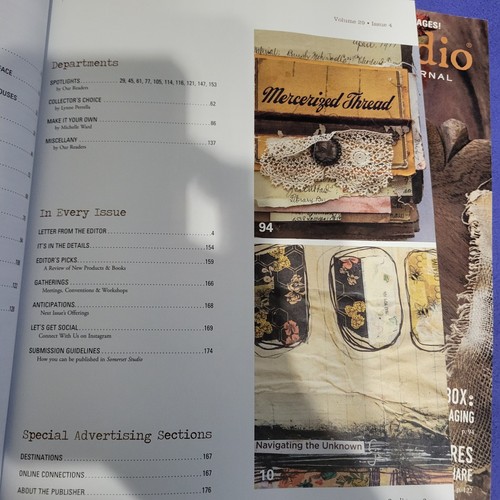 Volume 25 • Issue 4
Departments
SPOTLIGHTS 29, 45, 61, 77, 105, 114, 116, 121, 147, 153
by Our Readers
COLLECTOR'S CHOICE 62
by Lynne Perrella
MAKE IT YOUR OWN 86
by Michelle Ward
MISCELLANY 137
by Our Readers
In Every Issue
LETTER FROM THE EDITOR 4
IT'S IN THE DETAILS 154
EDITOR'S PICKS 159
A Review of New Products & Books
GATHERINGS 166
Meetings, Conventions & Workshops
ANTICIPATIONS 168
Next Issue's Offerings
LET'S GET SOCIAL 169
Connect With Us on Instagram
SUBMISSION GUIDELINES 174
How you can be published in Somerset Studio
Special Advertising Sections
DESTINATIONS 167
ONLINE CONNECTIONS 167
ABOUT THE PUBLISHER 176
Mercerized Thread
94
Navigating the Unknown
10
AGES!
dio
JOURNAL
BOX:
AGING
p. 94
RES
ARE